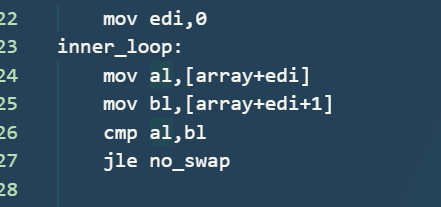 22 mov edi,0
23 inner_loop:
24 mov al,[array+edi]
25 mov bl,[array+edi+1]
26 cmp al,bl
27 jle no_swap
28